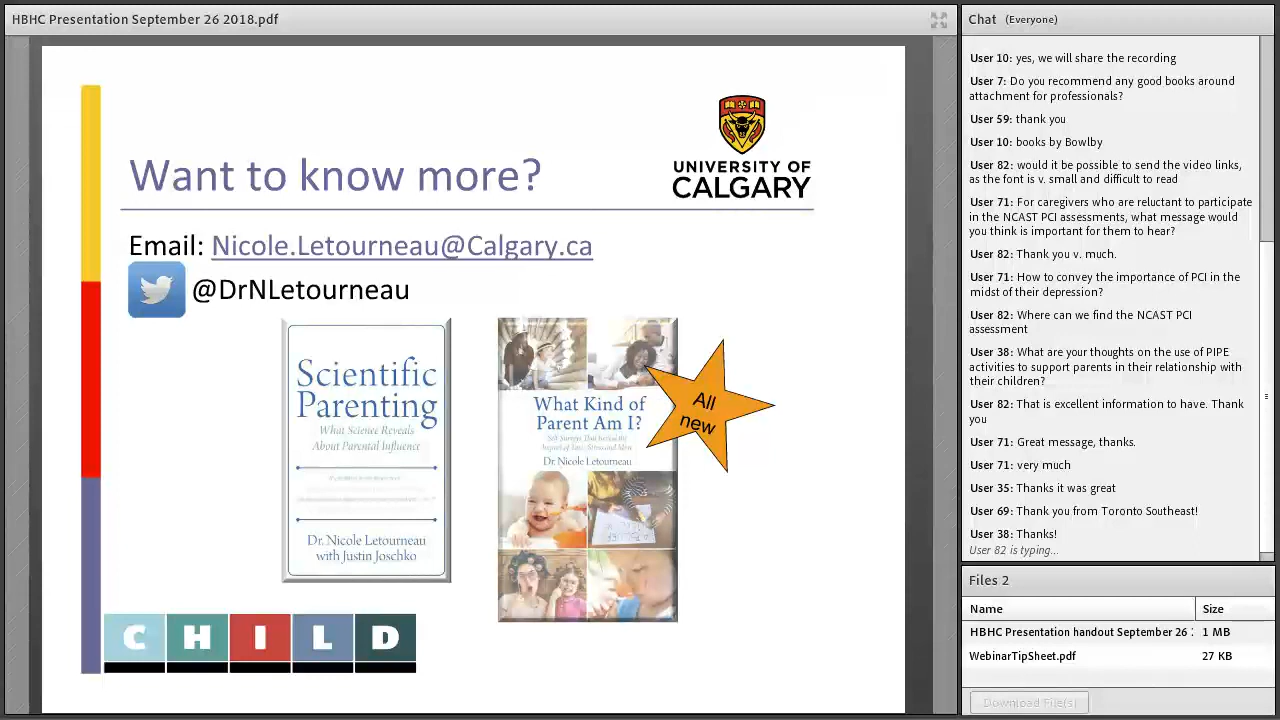 HBHC Presentation September 26 2018.pdf
Want to know more?
UNIVERSITY OF
CALGARY
Email: Nicole.Letourneau@Calgary.ca
@DrNLetourneau
Scientific
Parenting
What Science Reveals
About Parental Influence
Dr. Nicole Letourneau
with Justin Joschko
What Kind of
Parent Am I?
Dr. Nicole Letourneau
All
new
C H I L D
Chat (Everyone)
User 10: yes, we will share the recording
User 7: Do you recommend any good books around
attachment for professionals?
User 59: thank you
User 10: books by Bowlby
User 82: would it be possible to send the video links,
as the font is v. small and difficult to read
User 71: For caregivers who are reluctant to participate
in the NCAST PCI assessments, what message would
you think is important for them to hear?
User 82: Thank you v. much.
User 71: How to convey the importance of PCI in the
midst of their depression?
User 82: Where can we find the NCAST PCI
assessment
User 38: What are your thoughts on the use of PIPE
activities to support parents in their relationship with
their children?
User 82: That is excellent information to have. Thank
you
User 71: Great message, thanks.
User 71: very much
User 35: Thanks it was great
User 69: Thank you from Toronto Southeast!
User 38: Thanks!
User 82 is typing...
Files 2
Name Size
HBHC Presentation handout September 26 : 1 MB
WebinarTipSheet.pdf 27 KB
Download File(s)